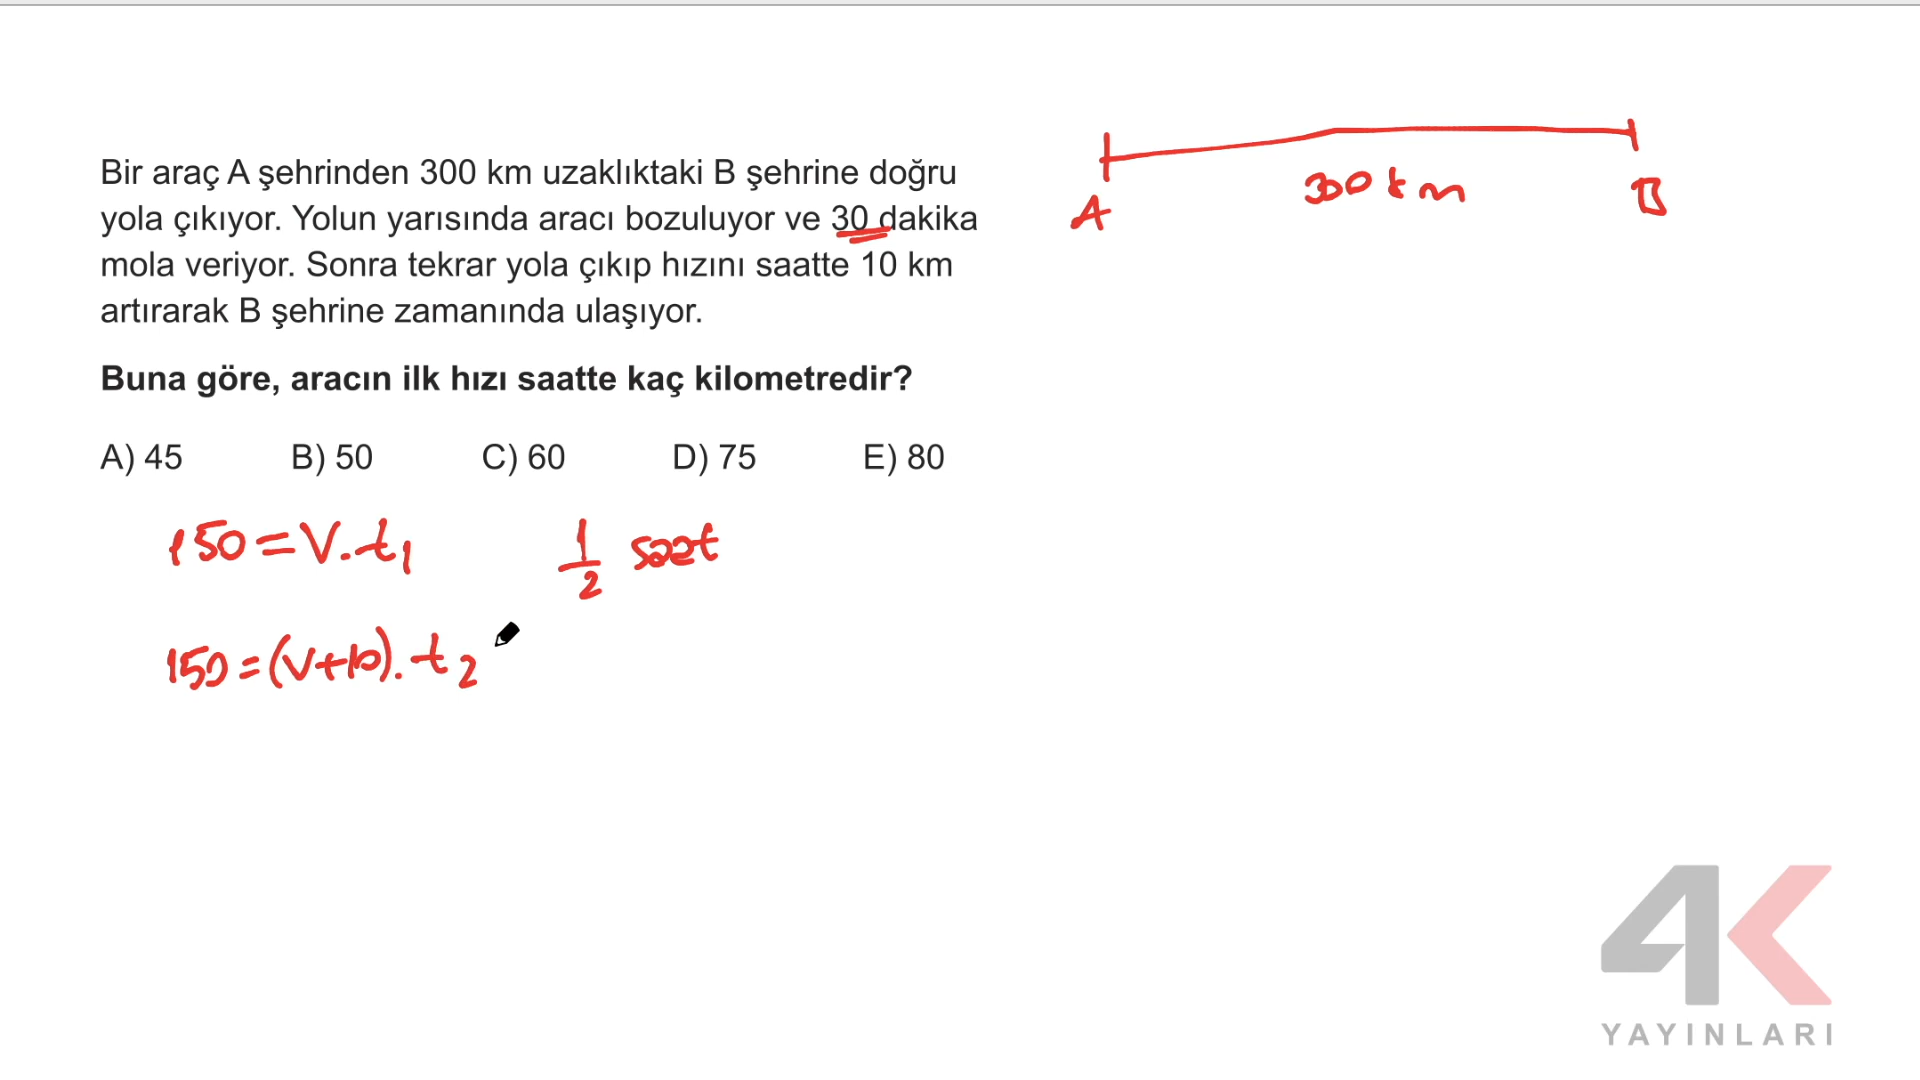 Bir araç A şehrinden 300 km uzaklıktaki B şehrine doğru
yola çıkıyor. Yolun yarısında aracı bozuluyor ve 30 dakika
mola veriyor. Sonra tekrar yola çıkıp hızını saatte 10 km
artırarak B şehrine zamanında ulaşıyor.
Buna göre, aracın ilk hızı saatte kaç kilometredir?
A) 45 B) 50 C) 60 D) 75 E) 80
150=V.t₁ 1/2 saat
150=(V+10).t₂
300 km
A B
4K
YAYINLARI